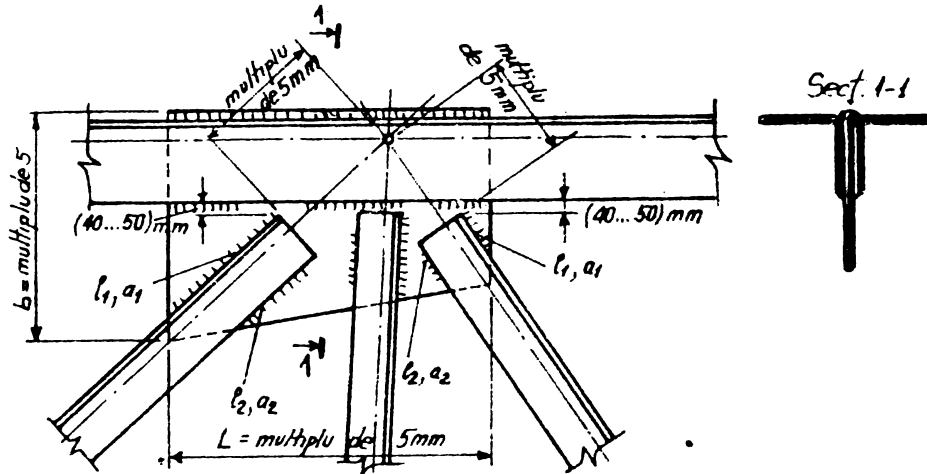 1
multiplu
de 5mm
multiplu
de 5mm
Sect. 1-1
b=multiplu de 5
(40...50)mm
(40...50)mm
l1, a1
l1, a1
1
l2, a2
l2, a2
L = multiplu de 5mm